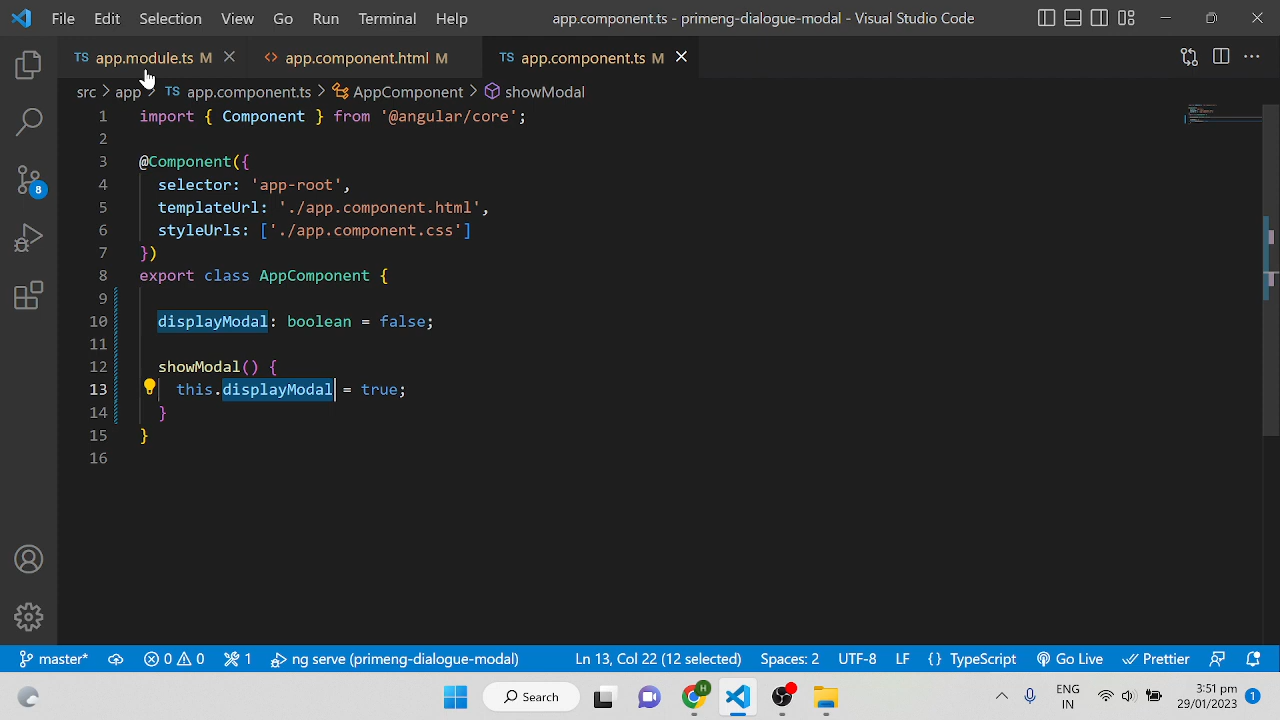 File Edit Selection View Go Run Terminal Help app.component.ts - primeng-dialogue-modal - Visual Studio Code
TS app.module.ts M <> app.component.html M TS app.component.ts M
src > app > TS app.component.ts > AppComponent > showModal
1 import { Component } from '@angular/core';
2
3 @Component({
4 selector: 'app-root',
5 templateUrl: './app.component.html',
6 styleUrls: ['./app.component.css']
7 })
8 export class AppComponent {
9
10 displayModal: boolean = false;
11
12 showModal() {
13 this.displayModal = true;
14 }
15 }
16
8
master* 0 0 1 ng serve (primeng-dialogue-modal) Ln 13, Col 22 (12 selected) Spaces: 2 UTF-8 LF {} TypeScript Go Live Prettier
Search H ENG IN 3:51 pm 29/01/2023 1